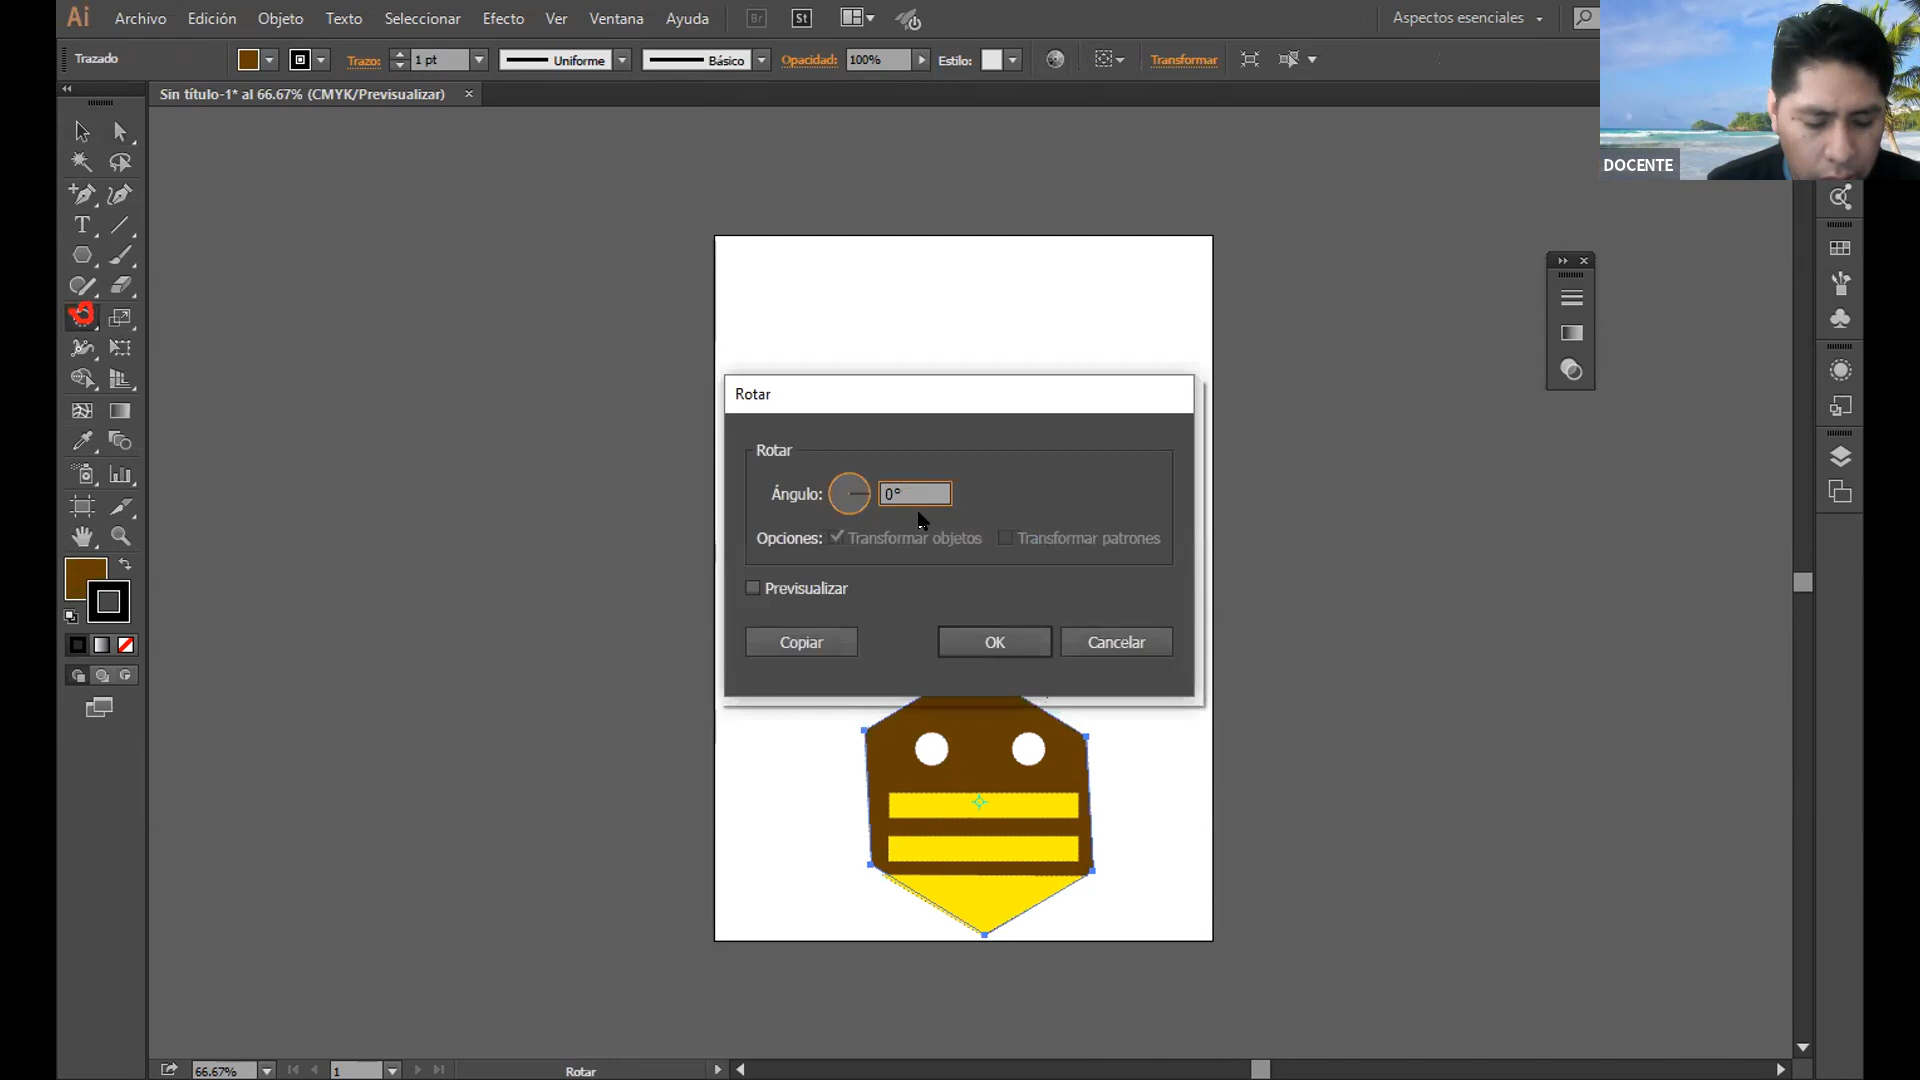 Ai Archivo Edición Objeto Texto Seleccionar Efecto Ver Ventana Ayuda Br St Aspectos esenciales
Trazado Trazo: 1 pt Uniforme Básico Opacidad: 100% Estilo: Transformar
Sin título-1* al 66.67% (CMYK/Previsualizar) ×
DOCENTE
T
Rotar
Rotar
Ángulo: 0°
Opciones: Transformar objetos Transformar patrones
Previsualizar
Copiar OK Cancelar
66.67% 1 Rotar